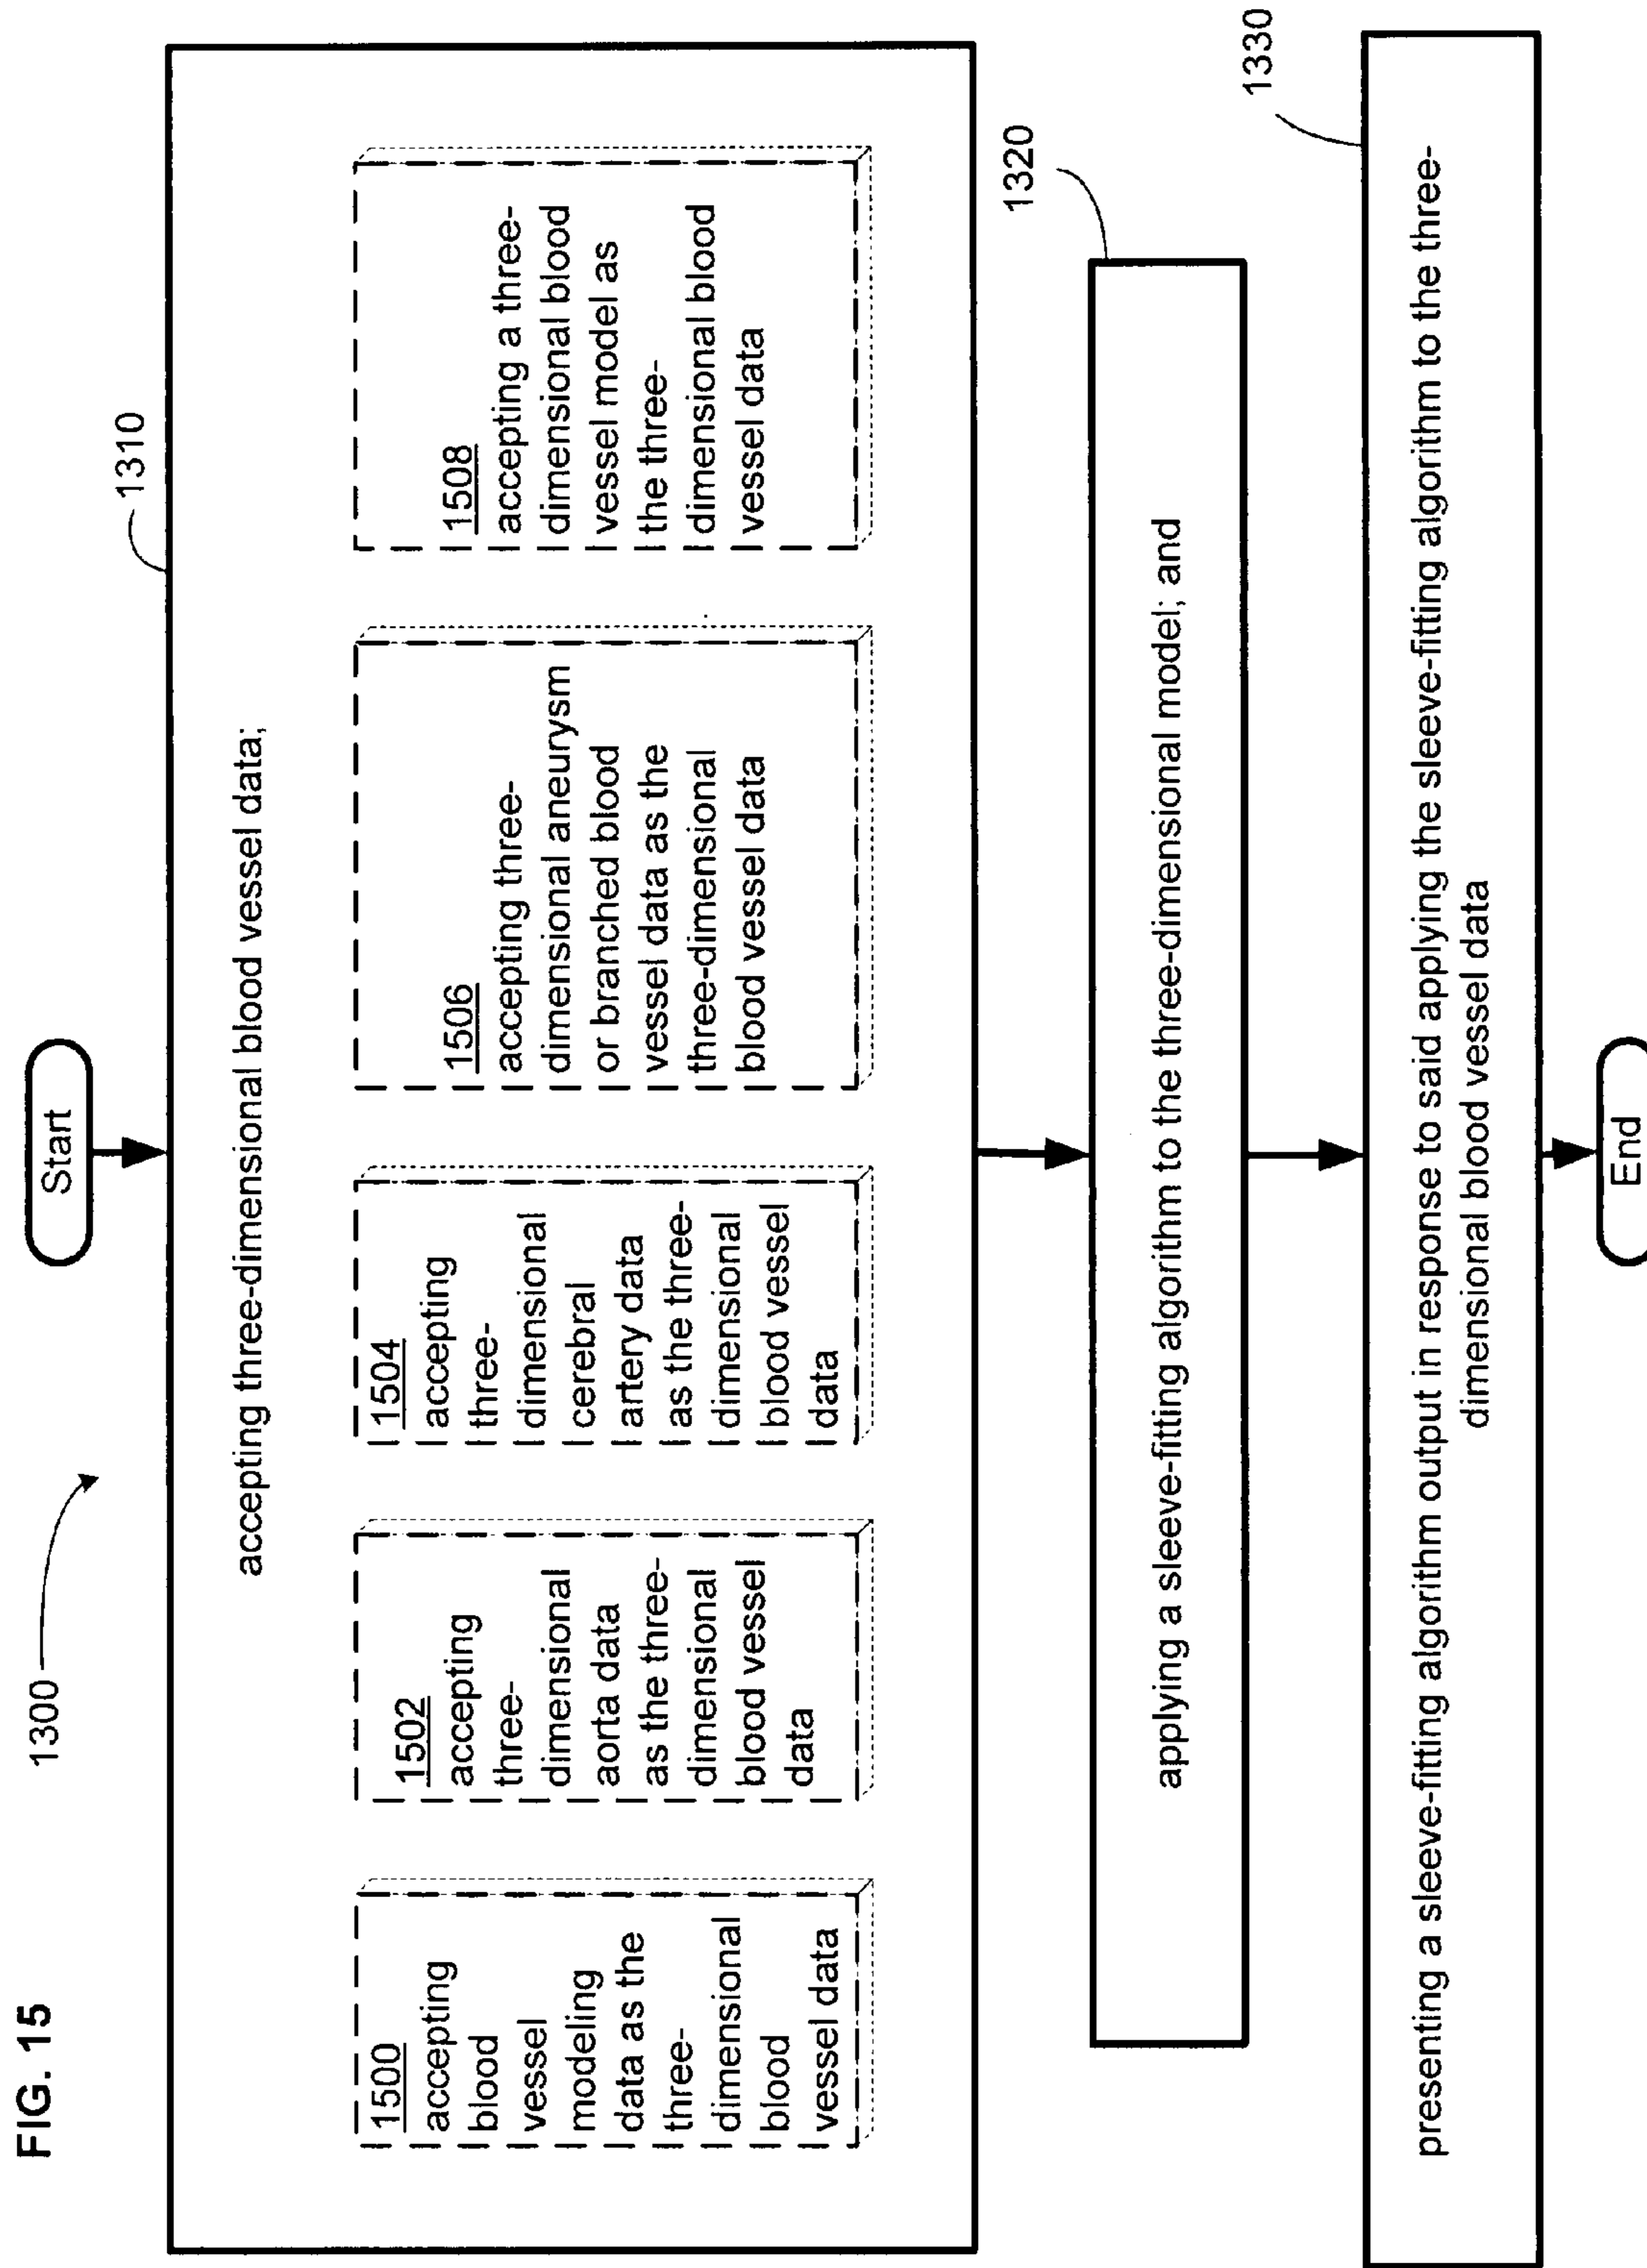 FIG. 15
1300
Start
1310
accepting three-dimensional blood vessel data;
1500
accepting
blood
vessel
modeling
data as the
three-
dimensional
blood
vessel data
1502
accepting
three-
dimensional
aorta data
as the three-
dimensional
blood vessel
data
1504
accepting
three-
dimensional
cerebral
artery data
as the three-
dimensional
blood vessel
data
1506
accepting three-
dimensional aneurysm
or branched blood
vessel data as the
three-dimensional
blood vessel data
1508
accepting a three-
dimensional blood
vessel model as
the three-
dimensional blood
vessel data
1320
applying a sleeve-fitting algorithm to the three-dimensional model; and
1330
presenting a sleeve-fitting algorithm output in response to said applying the sleeve-fitting algorithm to the three-
dimensional blood vessel data
End